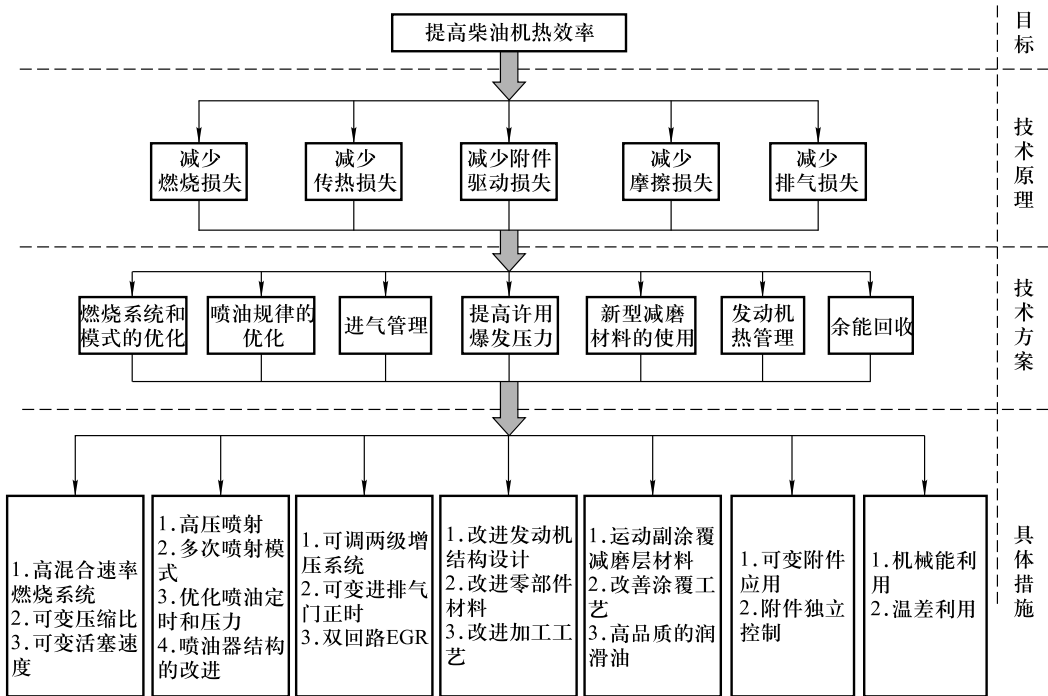 提高柴油机热效率
目标
减少
燃烧损失
减少
传热损失
减少附件
驱动损失
减少
摩擦损失
减少
排气损失
技术原理
燃烧系统和
模式的优化
喷油规律的
优化
进气管理
提高许用
爆发压力
新型减磨
材料的使用
发动机
热管理
余能回收
技术方案
1.高混合速率
燃烧系统
2.可变压缩比
3.可变活塞速
度
1.高压喷射
2.多次喷射模
式
3.优化喷油定
时和压力
4.喷油器结构
的改进
1.可调两级增
压系统
2.可变进排气
门正时
3.双回路EGR
1.改进发动机
结构设计
2.改进零部件
材料
3.改进加工工
艺
1.运动副涂覆
减磨层材料
2.改善涂覆工
艺
3.高品质的润
滑油
1.可变附件
应用
2.附件独立
控制
1.机械能利
用
2.温差利用
具体措施